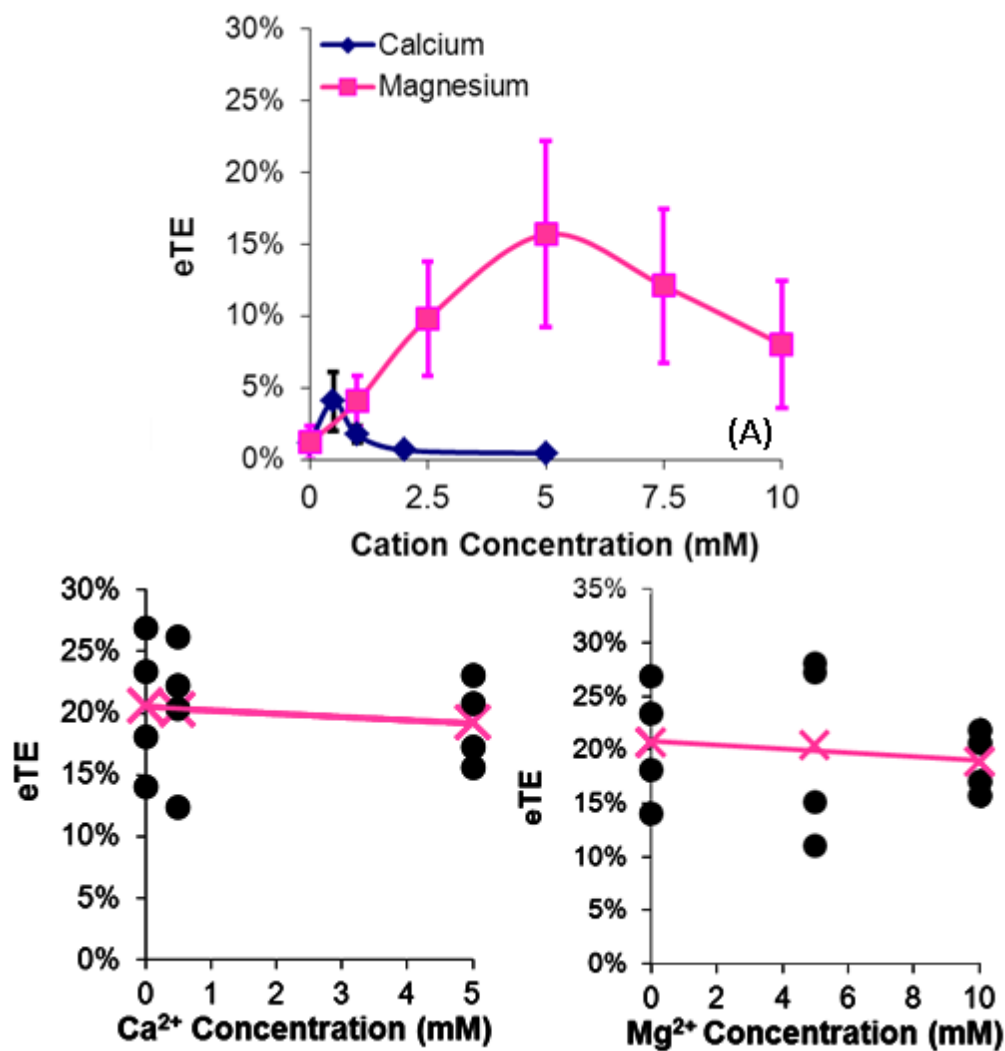 30%
Calcium
Magnesium
25%
20%
15%
10%
5%
0%
eTE
(A)
0 2.5 5 7.5 10
Cation Concentration (mM)
30%
25%
20%
15%
10%
5%
0%
eTE
0 1 2 3 4 5
Ca²⁺ Concentration (mM)
35%
30%
25%
20%
15%
10%
5%
0%
eTE
0 2 4 6 8 10
Mg²⁺ Concentration (mM)